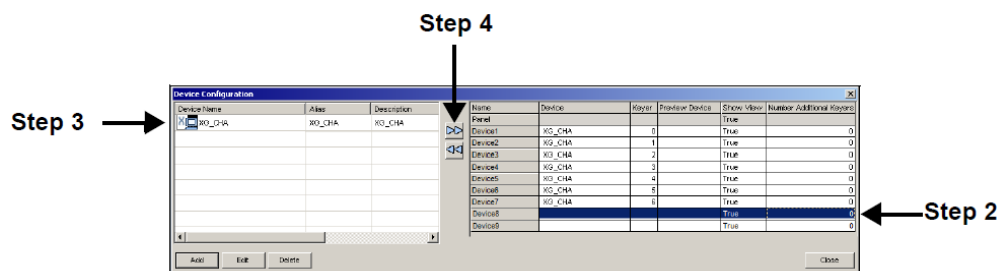 Step 4
Device Configuration
Device Name Alias Description
Name Device Keyer Preview Device Show View Number Additional Keyers
Step 3
XG_CHA XG_CHA XG_CHA
Panel True
Device1 XG_CHA 0 True 0
Device2 XG_CHA 1 True 0
Device3 XG_CHA 2 True 0
Device4 XG_CHA 3 True 0
Device5 XG_CHA 4 True 0
Device6 XG_CHA 5 True 0
Device7 XG_CHA 6 True 0
Device8 True 0
Step 2
Device9 True 0
Add Edit Delete Close